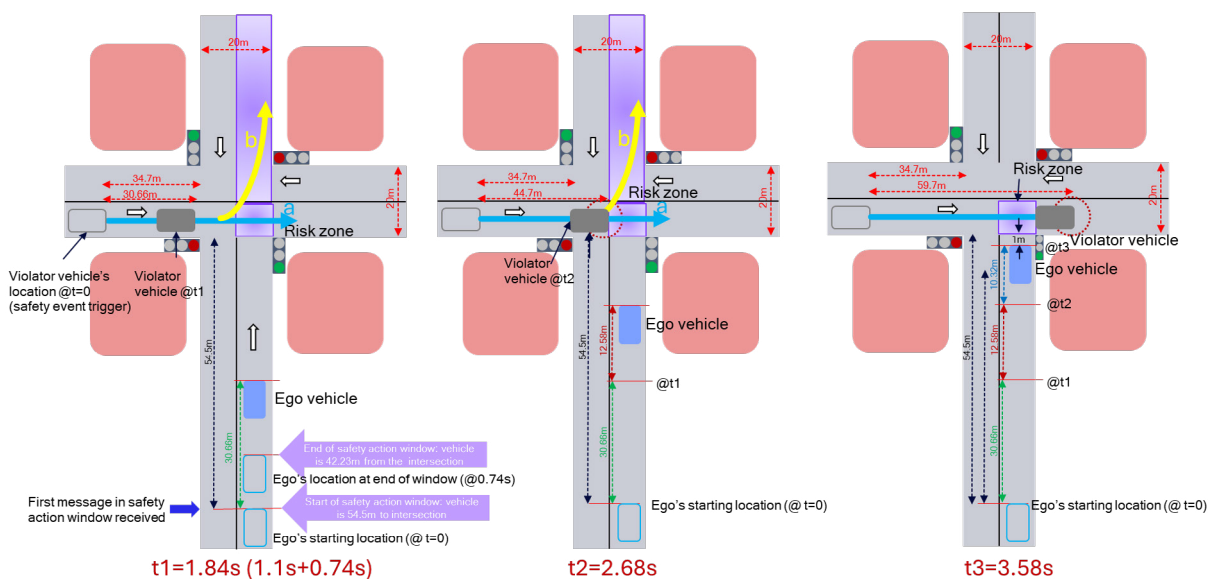 20m
b
34.7m
30.66m
20m
a
Risk zone
Violator vehicle's
location @t=0
(safety event trigger)
Violator
vehicle @t1
54.5m
Ego vehicle
30.66m
End of safety action window: vehicle
is 42.23m from the intersection
Ego's location at end of window (@0.74s)
First message in safety
action window received
Start of safety action window: vehicle
is 54.5m to intersection
Ego's starting location (@ t=0)
t1=1.84s (1.1s+0.74s)
20m
b
34.7m
44.7m
Risk zone
20m
a
Violator
vehicle @t2
54.5m
Ego vehicle
12.58m
@t1
30.66m
Ego's starting location (@ t=0)
t2=2.68s
20m
34.7m
Risk zone
59.7m
20m
1m
Violator vehicle
@t3
Ego vehicle
10.32m
@t2
54.5m
12.58m
@t1
30.66m
Ego's starting location (@ t=0)
t3=3.58s